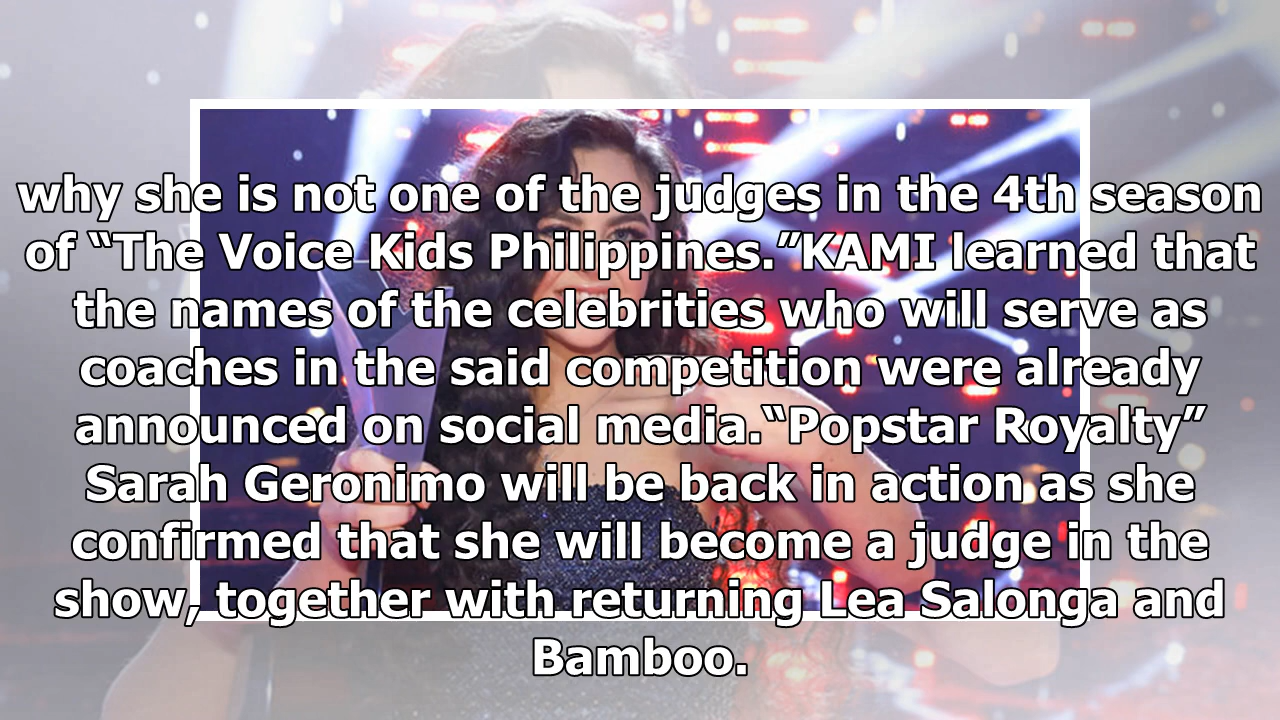 why she is not one of the judges in the 4th season
of “The Voice Kids Philippines.”KAMI learned that
the names of the celebrities who will serve as
coaches in the said competition were already
announced on social media.“Popstar Royalty”
Sarah Geronimo will be back in action as she
confirmed that she will become a judge in the
show, together with returning Lea Salonga and
Bamboo.